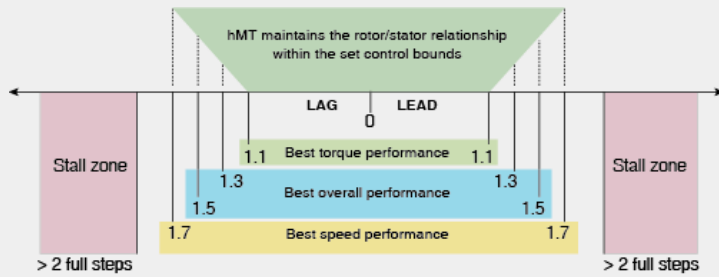 hMT maintains the rotor/stator relationship
within the set control bounds
LAG
LEAD
0
Stall zone
1.1
Best torque performance
1.1
Stall zone
1.3
Best overall performance
1.3
1.5
1.5
1.7
Best speed performance
1.7
> 2 full steps
> 2 full steps